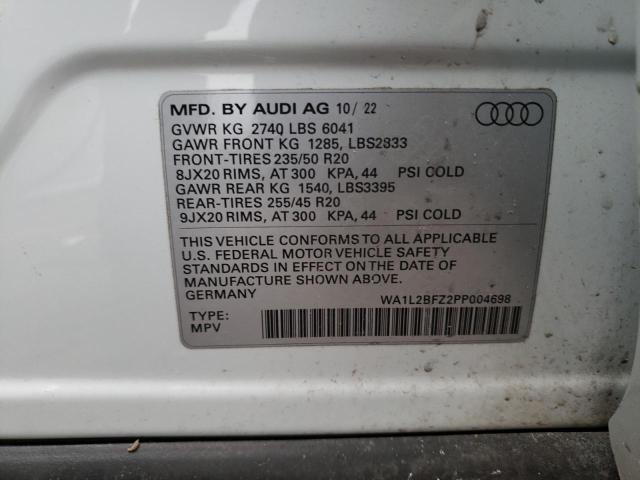 MFD. BY AUDI AG 10/ 22
GVWR KG 2740 LBS 6041
GAWR FRONT KG 1285, LBS2833
FRONT-TIRES 235/50 R20
8JX20 RIMS, AT 300 KPA, 44 PSI COLD
GAWR REAR KG 1540, LBS3395
REAR-TIRES 255/45 R20
9JX20 RIMS, AT 300 KPA, 44 PSI COLD
THIS VEHICLE CONFORMS TO ALL APPLICABLE
U.S. FEDERAL MOTOR VEHICLE SAFETY
STANDARDS IN EFFECT ON THE DATE OF
MANUFACTURE SHOWN ABOVE.
GERMANY WA1L2BFZ2PP004698
TYPE:
MPV